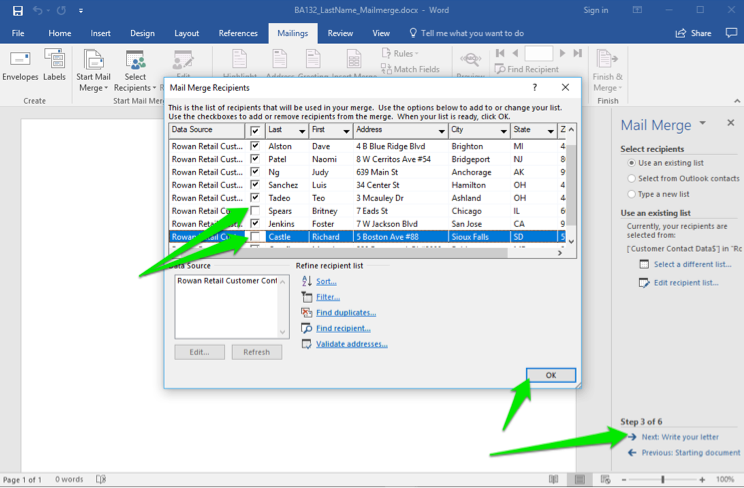 BA132_LastName_Mailmerge.docx - Word
Sign in
File Home Insert Design Layout References Mailings Review View Tell me what you want to do Share
Envelopes Labels
Create
Start Mail Merge
Select Recipients
Edit
Start Mail Mer
Highlight Address Greeting Insert Merge
Rules
Match Fields
Preview
Find Recipient
Finish & Merge
Finish
Mail Merge Recipients
? X
This is the list of recipients that will be used in your merge. Use the options below to add to or change your list.
Use the checkboxes to add or remove recipients from the merge. When your list is ready, click OK.
Data Source Last First Address City State Z
Rowan Retail Cust... Alston Dave 4 B Blue Ridge Blvd Brighton MI 4
Rowan Retail Cust... Patel Naomi 8 W Cerritos Ave #54 Bridgeport NJ 8
Rowan Retail Cust... Ng Judy 639 Main St Anchorage AK 9
Rowan Retail Cust... Sanchez Luis 34 Center St Hamilton OH 4
Rowan Retail Cust... Tadeo Teo 3 Mcauley Dr Ashland OH 4
Rowan Retail Cust... Spears Britney 7 Eads St Chicago IL 6
Rowan Retail Cust... Jenkins Foster 7 W Jackson Blvd San Jose CA 9
Rowan Retail Cust... Castle Richard 5 Boston Ave #88 Sioux Falls SD 5
Data Source
Rowan Retail Customer Cont
Edit...
Refresh
Refine recipient list
Sort...
Filter...
Find duplicates...
Find recipient...
Validate addresses...
OK
Mail Merge
Select recipients
Use an existing list
Select from Outlook contacts
Type a new list
Use an existing list
Currently, your recipients are
selected from:
['Customer Contact Data$'] in "Rc
Select a different list...
Edit recipient list...
Step 3 of 6
Next: Write your letter
Previous: Starting document
Page 1 of 1 0 words
100%